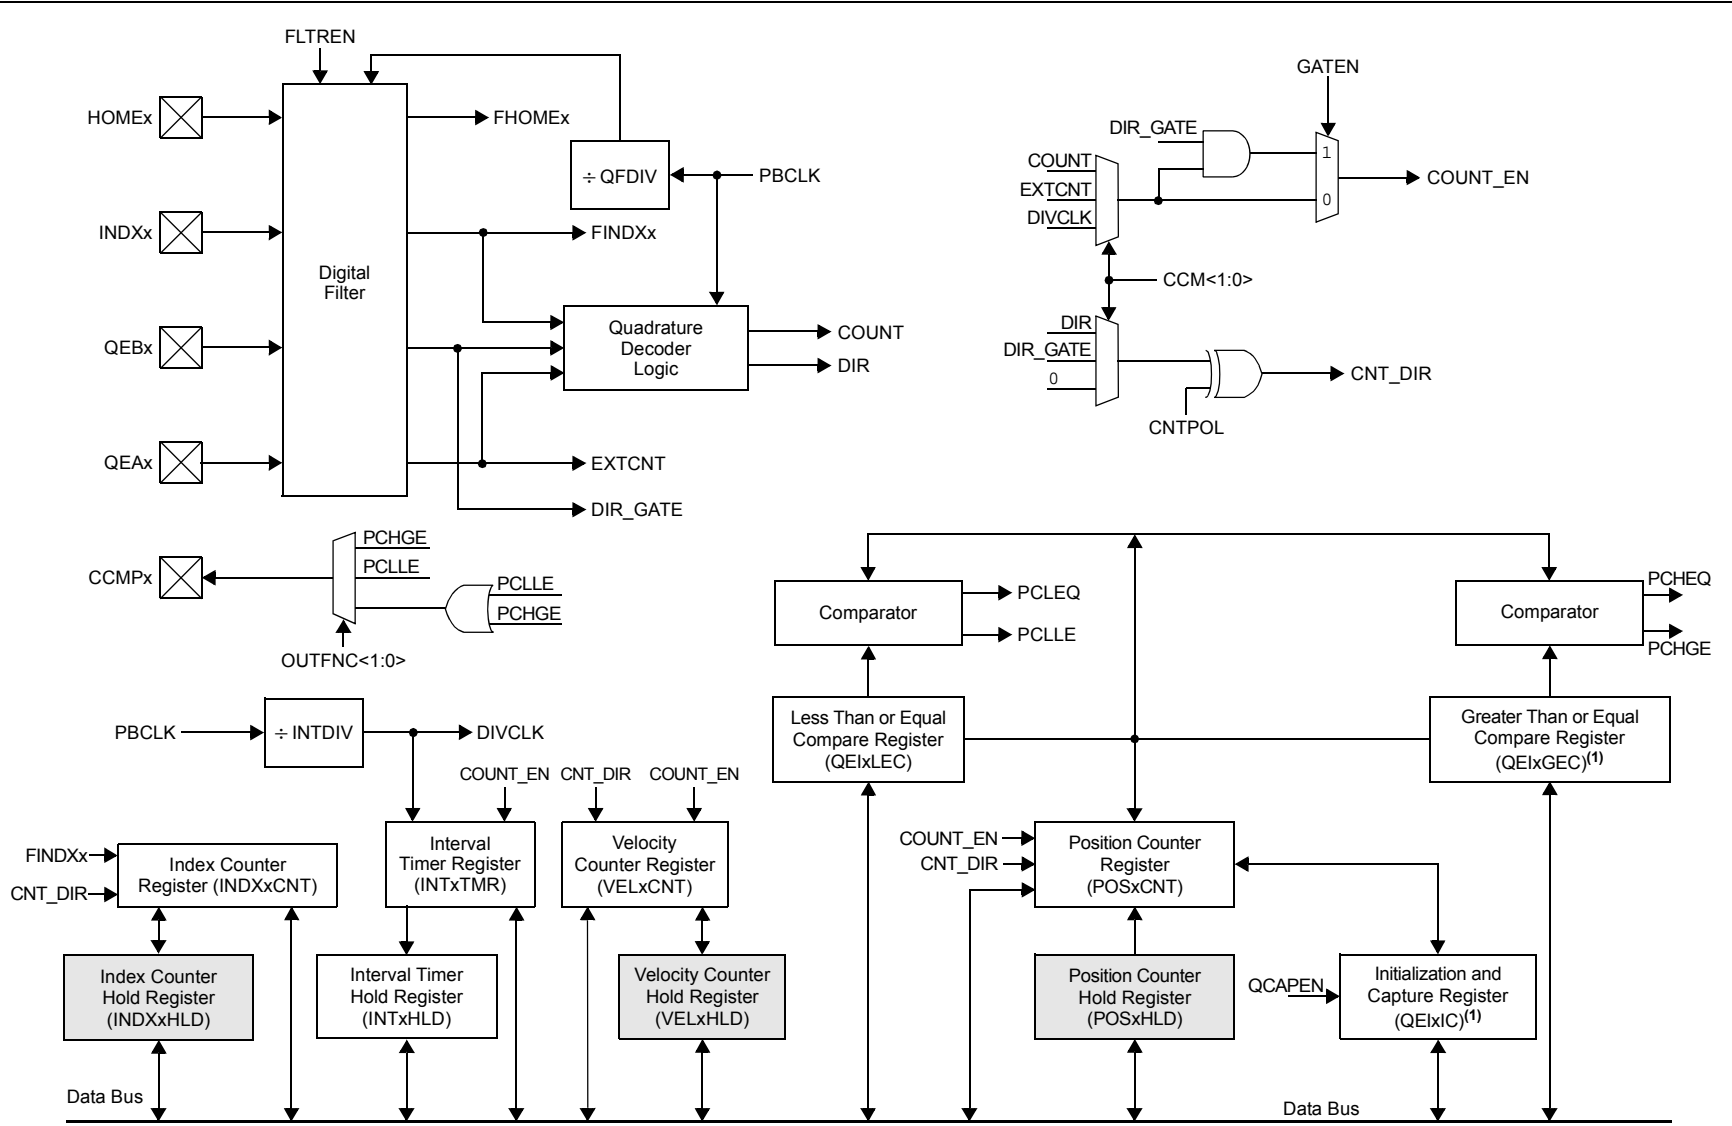 FLTREN
HOMEx
FHOMEx
÷ QFDIV
PBCLK
INDXx
FINDXx
Digital
Filter
QEBx
Quadrature
Decoder
Logic
COUNT
DIR
QEAx
EXTCNT
DIR_GATE
GATEN
DIR_GATE
COUNT
EXTCNT
DIVCLK
1
0
COUNT_EN
CCM<1:0>
DIR
DIR_GATE
0
CNT_DIR
CNTPOL
CCMPx
PCHGE
PCLLE
PCLLE
PCHGE
OUTFNC<1:0>
Comparator
PCLEQ
PCLLE
Comparator
PCHEQ
PCHGE
PBCLK
÷ INTDIV
DIVCLK
Less Than or Equal
Compare Register
(QEIxLEC)
Greater Than or Equal
Compare Register
(QEIxGEC)(1)
COUNT_EN
CNT_DIR
COUNT_EN
FINDXx
CNT_DIR
Index Counter
Register (INDXxCNT)
Interval
Timer Register
(INTxTMR)
Velocity
Counter Register
(VELxCNT)
COUNT_EN
CNT_DIR
Position Counter
Register
(POSxCNT)
Index Counter
Hold Register
(INDXxHLD)
Interval Timer
Hold Register
(INTxHLD)
Velocity Counter
Hold Register
(VELxHLD)
Position Counter
Hold Register
(POSxHLD)
QCAPEN
Initialization and
Capture Register
(QEIxIC)(1)
Data Bus
Data Bus